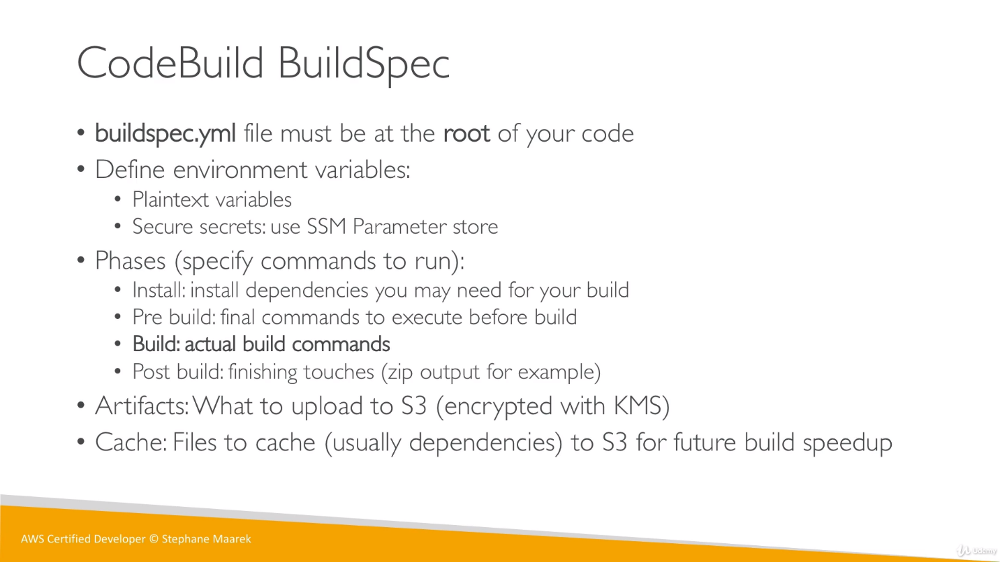 CodeBuild BuildSpec
• buildspec.yml file must be at the root of your code
• Define environment variables:
• Plaintext variables
• Secure secrets: use SSM Parameter store
• Phases (specify commands to run):
• Install: install dependencies you may need for your build
• Pre build: final commands to execute before build
• Build: actual build commands
• Post build: finishing touches (zip output for example)
• Artifacts: What to upload to S3 (encrypted with KMS)
• Cache: Files to cache (usually dependencies) to S3 for future build speedup
AWS Certified Developer © Stephane Maarek
Udemy